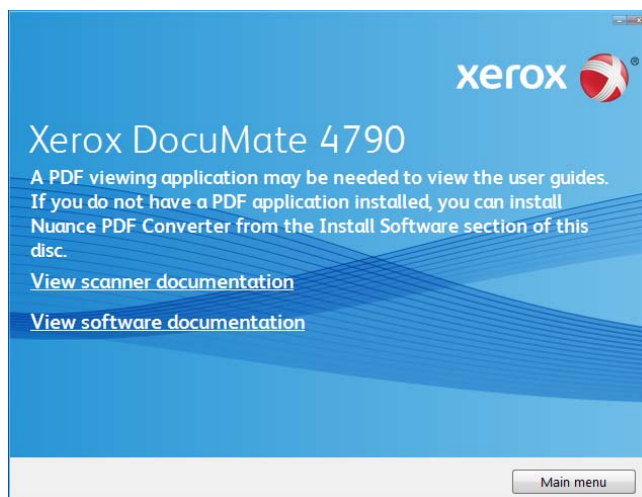 xerox ®
Xerox DocuMate 4790
A PDF viewing application may be needed to view the user guides.
If you do not have a PDF application installed, you can install
Nuance PDF Converter from the Install Software section of this
disc.
View scanner documentation
View software documentation
Main menu